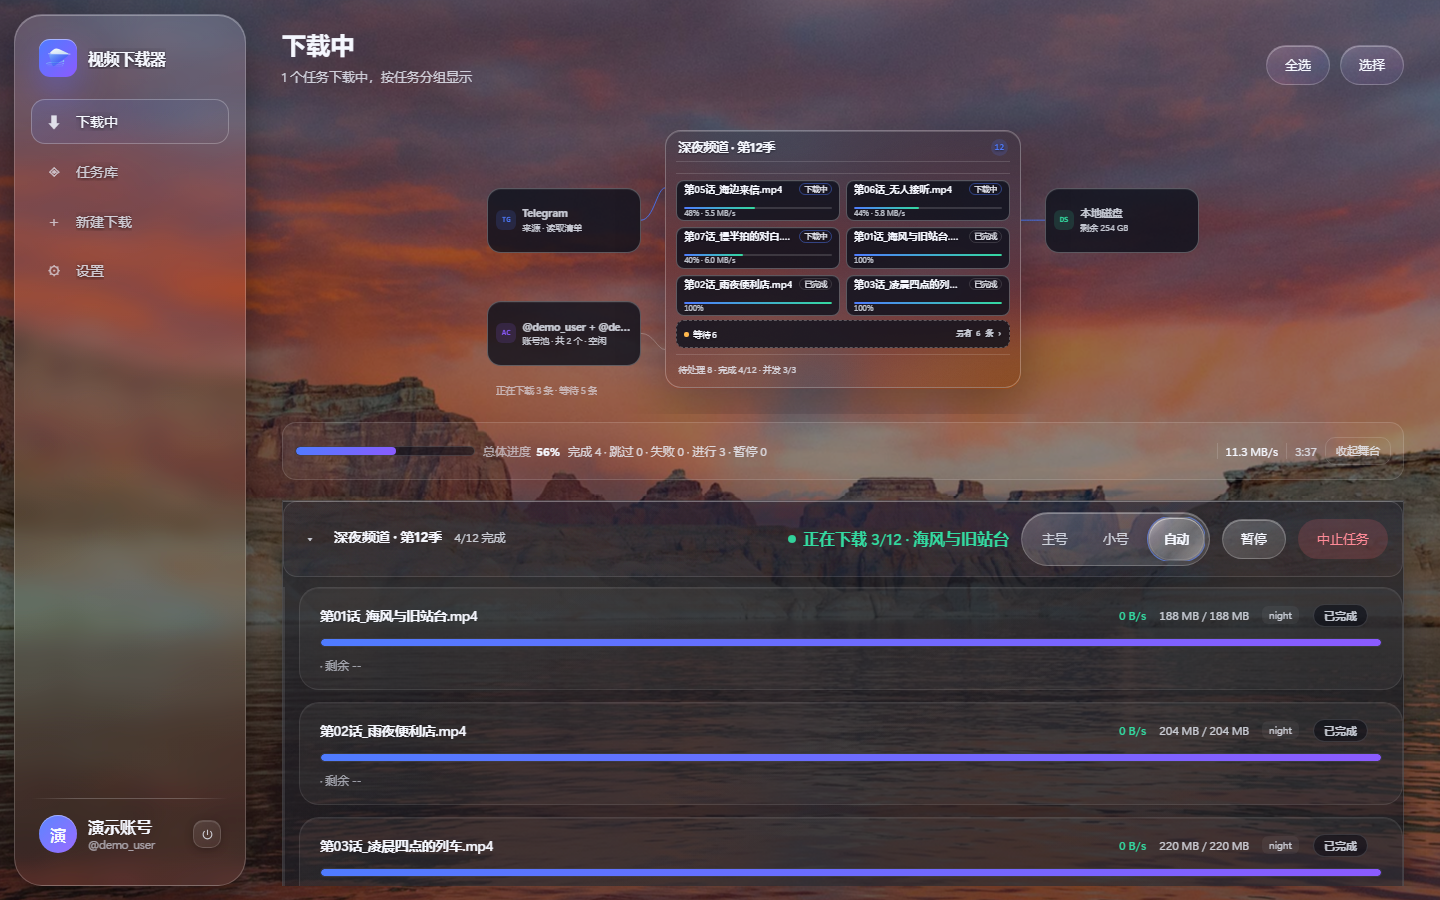 视频下载器
下载中
任务库
+ 新建下载
设置
演
演示账号
@demo_user
下载中
1 个任务下载中，按任务分组显示
全选
选择
TG
Telegram
来源 · 读取清单
AC
@demo_user + @de...
账号池 · 共 2 个 · 空闲
正在下载 3 条 · 等待 5 条
深夜频道 · 第12季
12
第05话_海边来信.mp4
下载中
48% · 5.5 MB/s
第06话_无人接听.mp4
下载中
44% · 5.8 MB/s
第07话_慢半拍的对白....
下载中
40% · 6.0 MB/s
第01话_海风与旧站台....
已完成
100%
第02话_雨夜便利店.mp4
已完成
100%
第03话_凌晨四点的列...
已完成
100%
等待 6
另有 6 条 ›
待处理 8 · 完成 4/12 · 并发 3/3
DS
本地磁盘
剩余 254 GB
总体进度 56% 完成 4 · 跳过 0 · 失败 0 · 进行 3 · 暂停 0
11.3 MB/s
3:37
收起舞台
深夜频道 · 第12季
4/12 完成
正在下载 3/12 · 海风与旧站台
主号
小号
自动
暂停
中止任务
第01话_海风与旧站台.mp4
0 B/s
188 MB / 188 MB
night
已完成
· 剩余 --
第02话_雨夜便利店.mp4
0 B/s
204 MB / 204 MB
night
已完成
· 剩余 --
第03话_凌晨四点的列车.mp4
0 B/s
220 MB / 220 MB
night
已完成